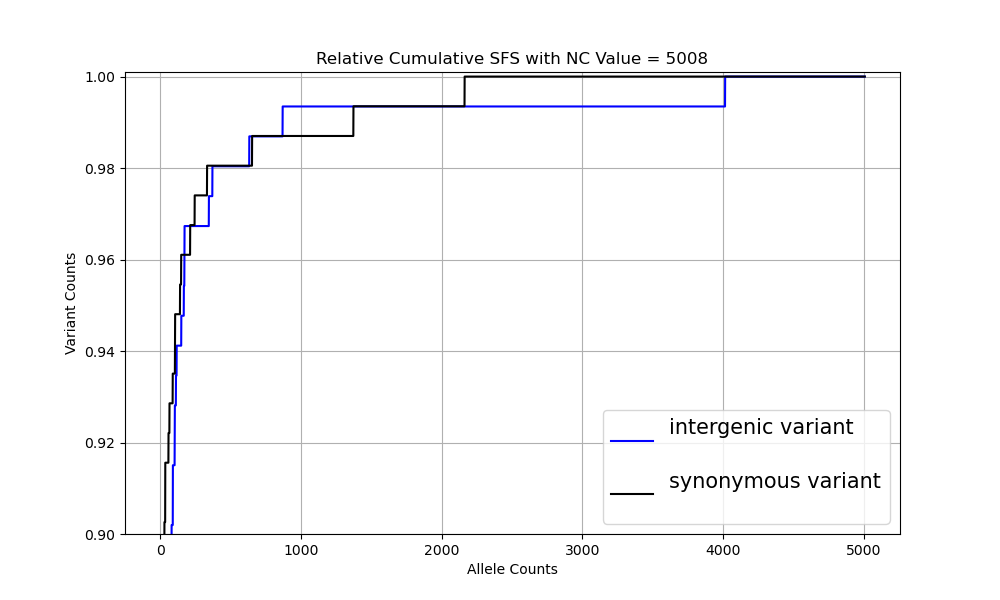 Relative Cumulative SFS with NC Value = 5008
Variant Counts
1.00
0.98
0.96
0.94
0.92
0.90
0
1000
2000
3000
4000
5000
Allele Counts
intergenic variant
synonymous variant